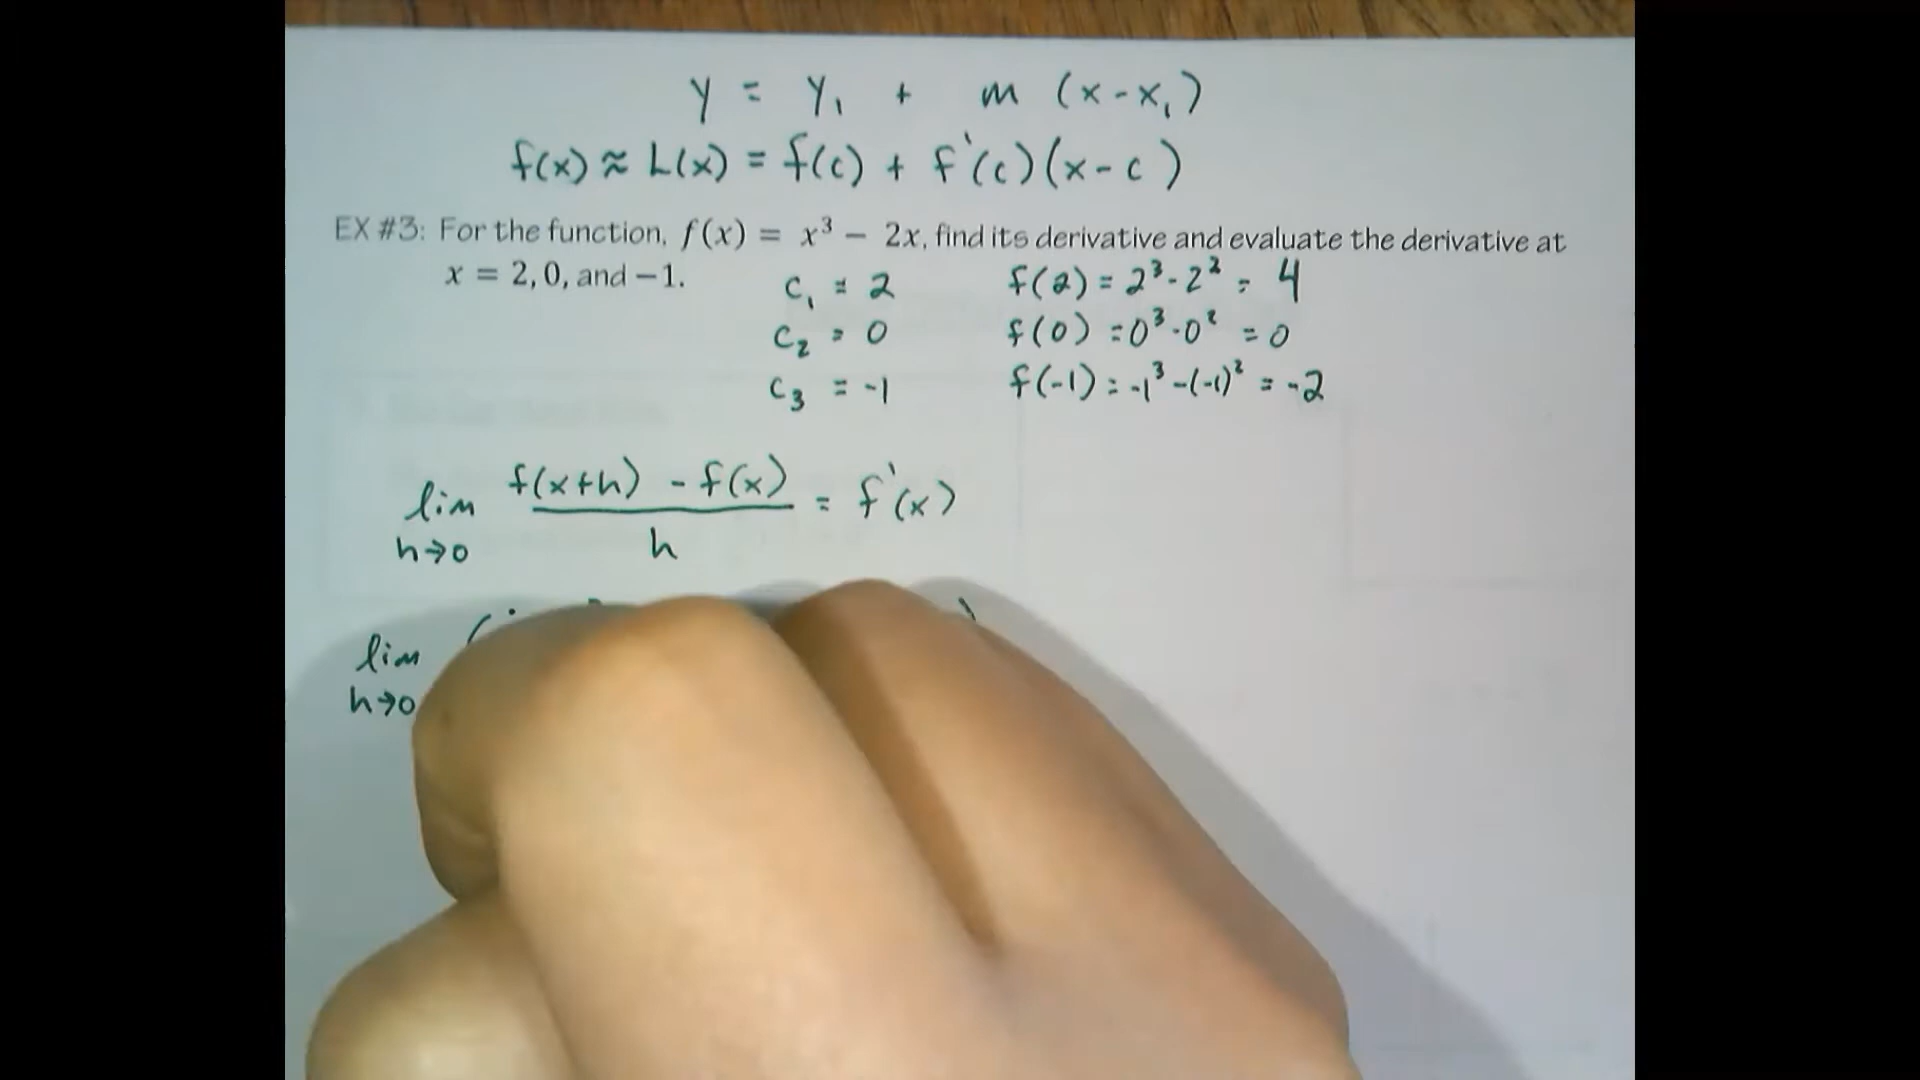 y = y₁ + m (x-x₁)
f(x) ≈ L(x) = f(c) + f'(c)(x-c)
EX #3: For the function, f(x) = x³ − 2x, find its derivative and evaluate the derivative at
x = 2, 0, and −1.
c₁ = 2 f(2) = 2³-2² = 4
c₂ = 0 f(0) = 0³-0² = 0
c₃ = -1 f(-1) = -1³-(-1)² = -2
lim f(x+h) - f(x) = f'(x)
h→0 h
lim (
h→0